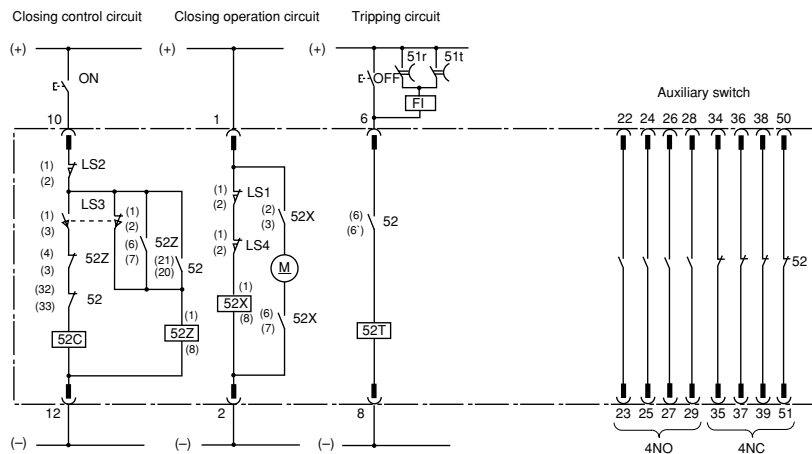 Closing control circuit
Closing operation circuit
Tripping circuit
(+)
(+)
(+)
51r
51t
ON
OFF
FI
Auxiliary switch
10
1
6
22
24
26
28
34
36
38
50
(1)
(2)
LS2
LS3
(1)
(3)
(1)
(2)
(4)
(3)
52Z
(6)
(7)
52Z
(21)
(20)
52
(32)
(33)
52
52C
(1)
52Z
(8)
(1)
(2)
LS1
(2)
(3)
52X
(1)
(2)
LS4
M
(1)
52X
(8)
(6)
(7)
52X
(6)
(6`)
52
52T
52
12
2
8
23
25
27
29
35
37
39
51
(–)
(–)
(–)
4NO
4NC